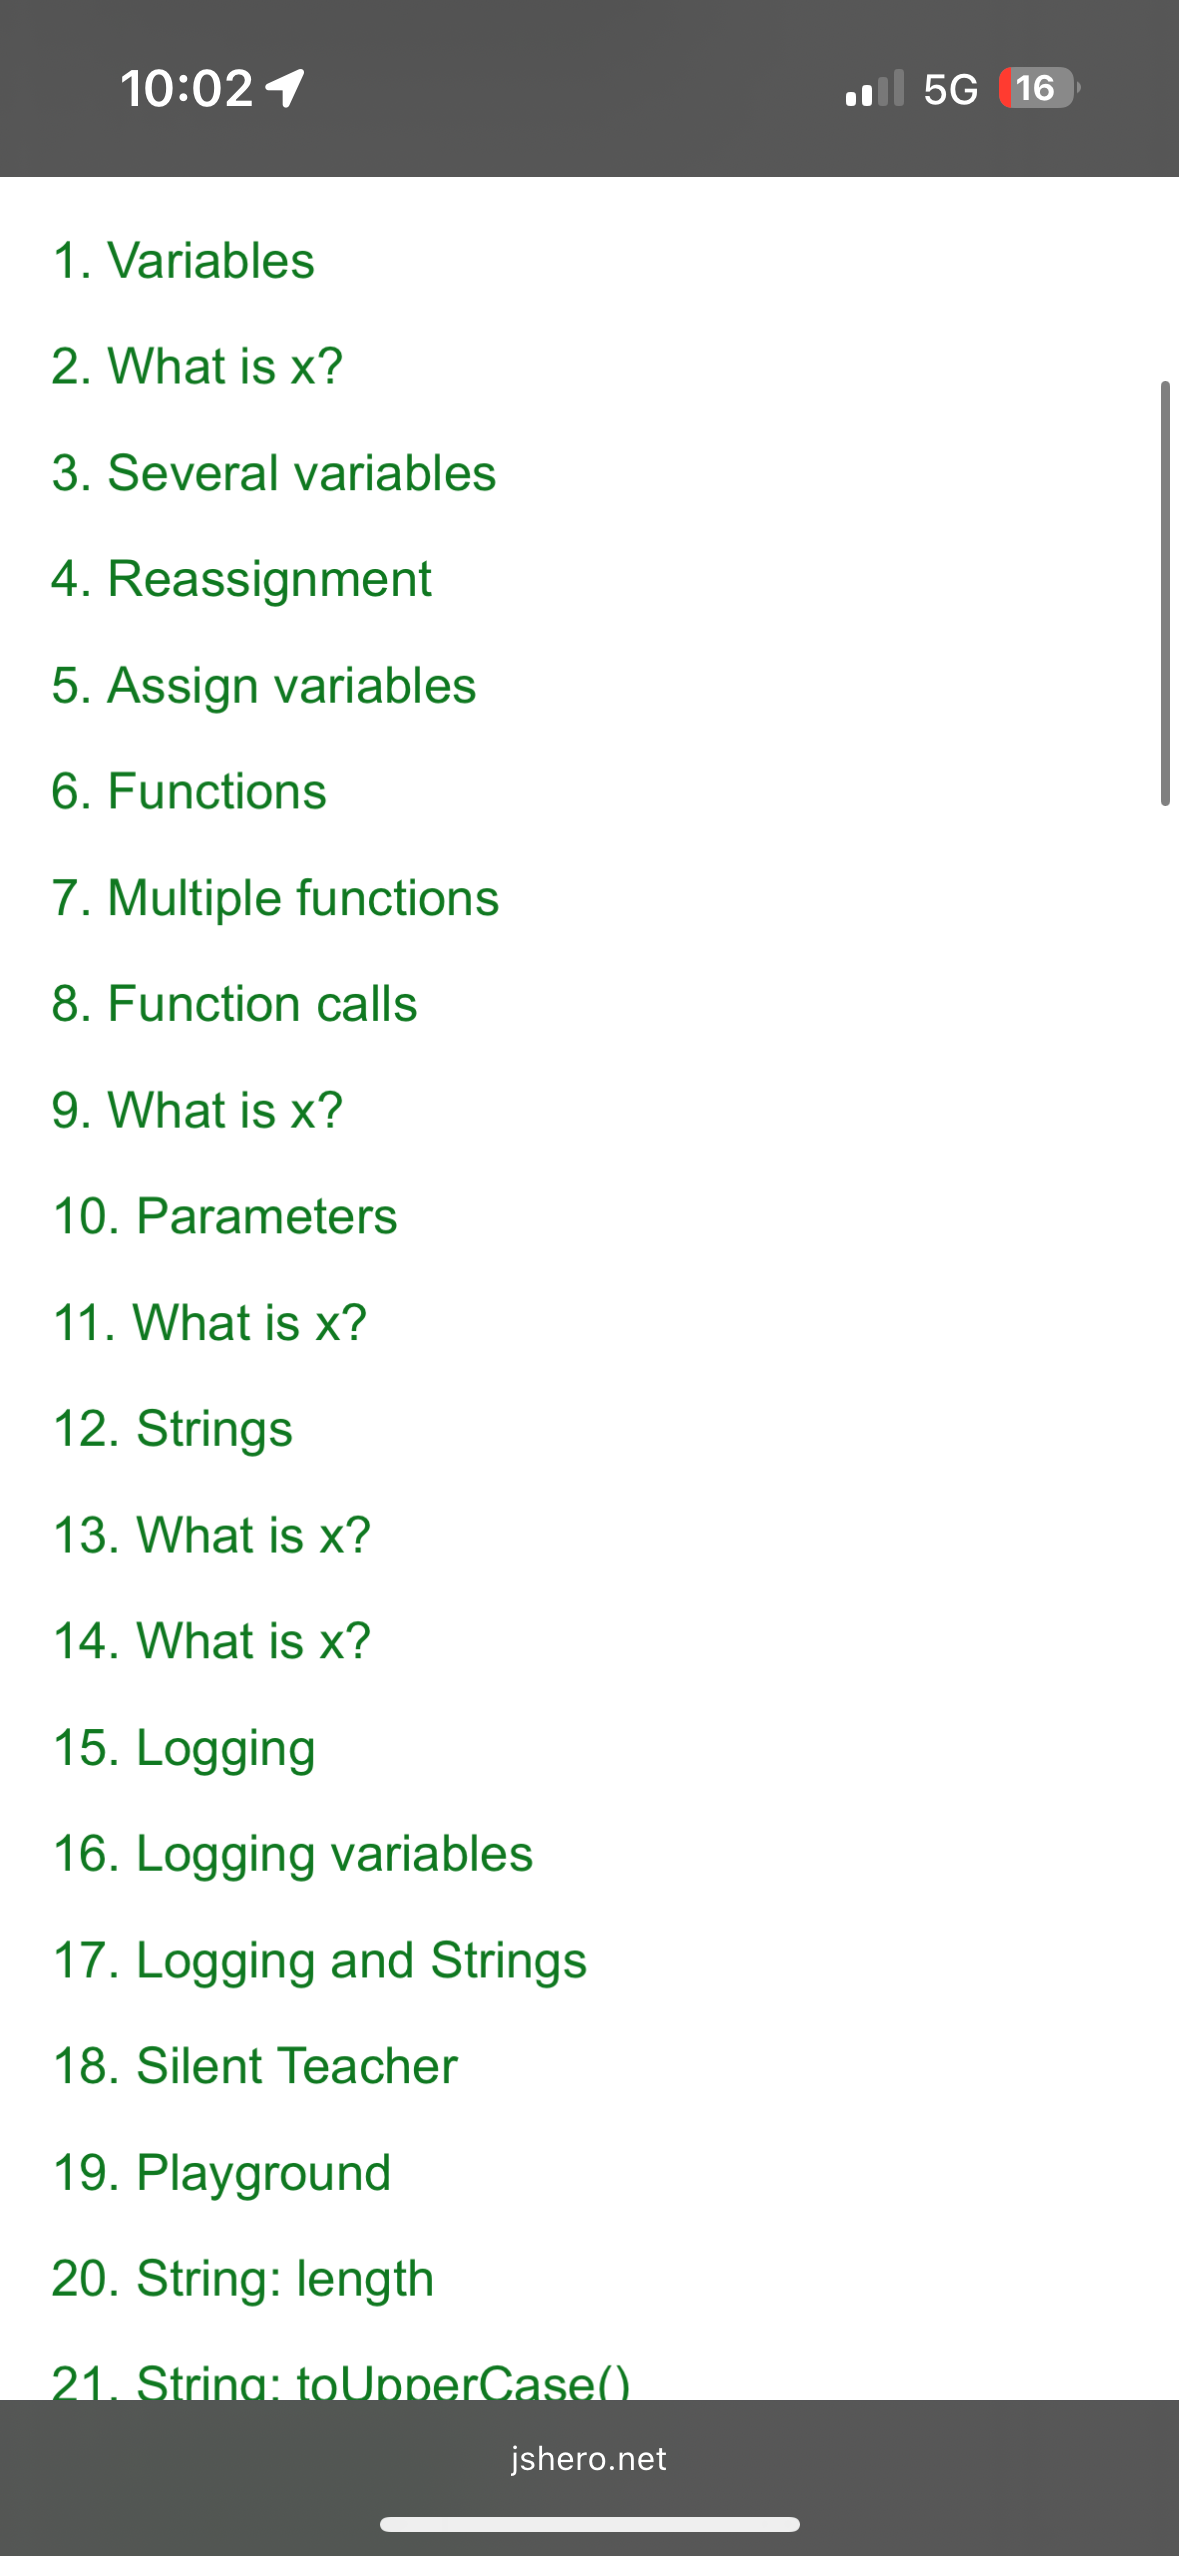 10:02
5G
16
1. Variables
2. What is x?
3. Several variables
4. Reassignment
5. Assign variables
6. Functions
7. Multiple functions
8. Function calls
9. What is x?
10. Parameters
11. What is x?
12. Strings
13. What is x?
14. What is x?
15. Logging
16. Logging variables
17. Logging and Strings
18. Silent Teacher
19. Playground
20. String: length
21. String: toUpperCase()
jshero.net